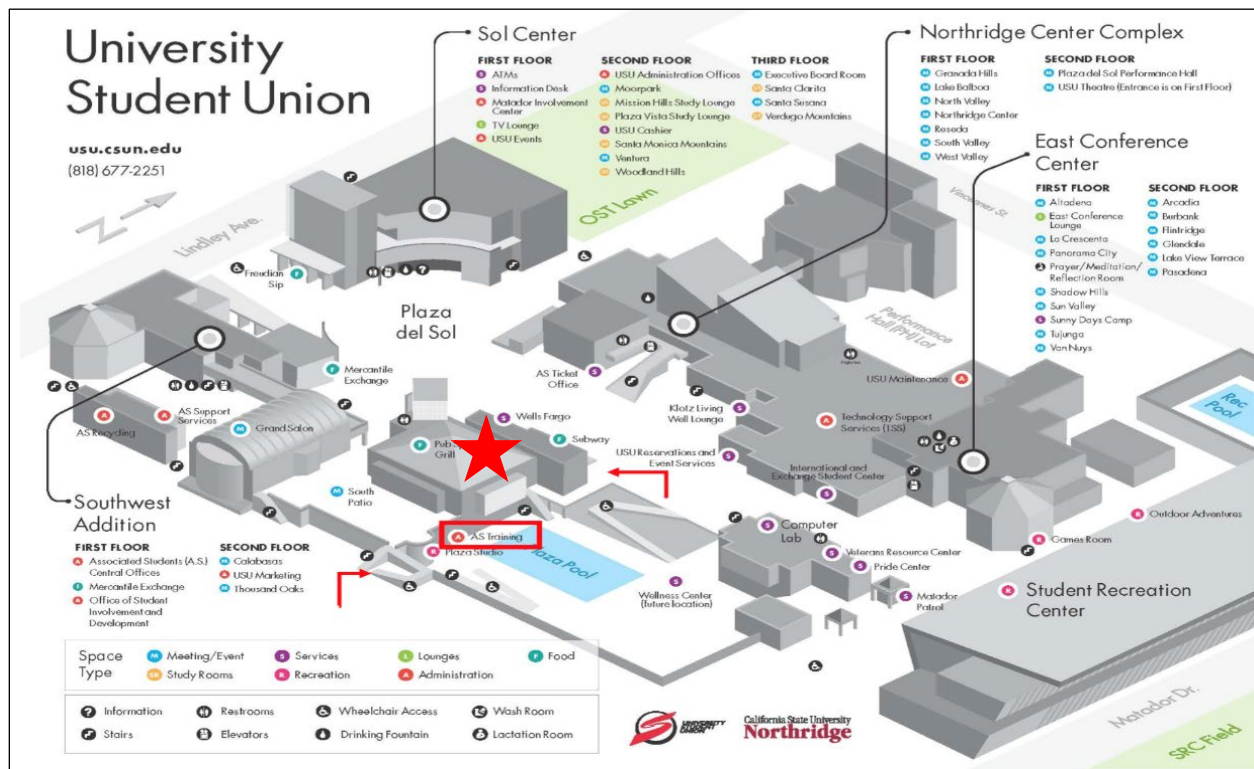 University
Student Union
usu.csun.edu
(818) 677-2251
N
Sol Center
FIRST FLOOR
S ATMs
S Information Desk
A Matador Involvement
Center
L TV Lounge
A USU Events
SECOND FLOOR
A USU Administration Offices
M Moorpark
SR Mission Hills Study Lounge
SR Plaza Vista Study Lounge
S USU Cashier
SR Santa Monica Mountains
M Ventura
SR Woodland Hills
THIRD FLOOR
M Executive Board Room
SR Santa Clarita
M Santa Susana
SR Verdugo Mountains
Northridge Center Complex
FIRST FLOOR
M Granada Hills
M Lake Balboa
M North Valley
M Northridge Center
M Reseda
M South Valley
M West Valley
SECOND FLOOR
M Plaza del Sol Performance Hall
M USU Theatre (Entrance is on First Floor)
East Conference
Center
FIRST FLOOR
M Altadena
L East Conference
Lounge
M La Crescenta
M Panorama City
Prayer/Meditation/
Reflection Room
M Shadow Hills
M Sun Valley
S Sunny Days Camp
M Tujunga
M Van Nuys
SECOND FLOOR
M Arcadia
M Burbank
M Flintridge
M Glendale
M Lake View Terrace
M Pasadena
Lindley Ave.
OST Lawn
Vincennes St.
Freudian
Sip
F
Plaza
del Sol
Performance
Hall (PH) Lot
F Mercantile
Exchange
AS Ticket
Office
S
USU Maintenance A
Rec
Pool
A
AS Recycling
A AS Support
Services
M
Grand Salon
S Wells Fargo
F
Pub
Grill
F
Subway
Klotz Living
Well Lounge
S
A Technology Support
Services (TSS)
USU Reservations and
Event Services
S
International and
Exchange Student Center
S
M South
Patio
Southwest
Addition
FIRST FLOOR
A Associated Students (A.S.)
Central Offices
F Mercantile Exchange
A Office of Student
Involvement and
Development
SECOND FLOOR
M Calabasas
A USU Marketing
M Thousand Oaks
A AS Training
R Plaza Studio
Plaza Pool
S
Wellness Center
(future location)
S Computer
Lab
S Veterans Resource Center
S Pride Center
S Matador
Patrol
R Outdoor Adventures
R Games Room
R Student Recreation
Center
Matador Dr.
SRC Field
Space
Type
M Meeting/Event
S Services
L Lounges
F Food
SR Study Rooms
R Recreation
A Administration
? Information
Restrooms
Wheelchair Access
Wash Room
Stairs
Elevators
Drinking Fountain
Lactation Room
UNIVERSITY
STUDENT
UNION
California State University
Northridge